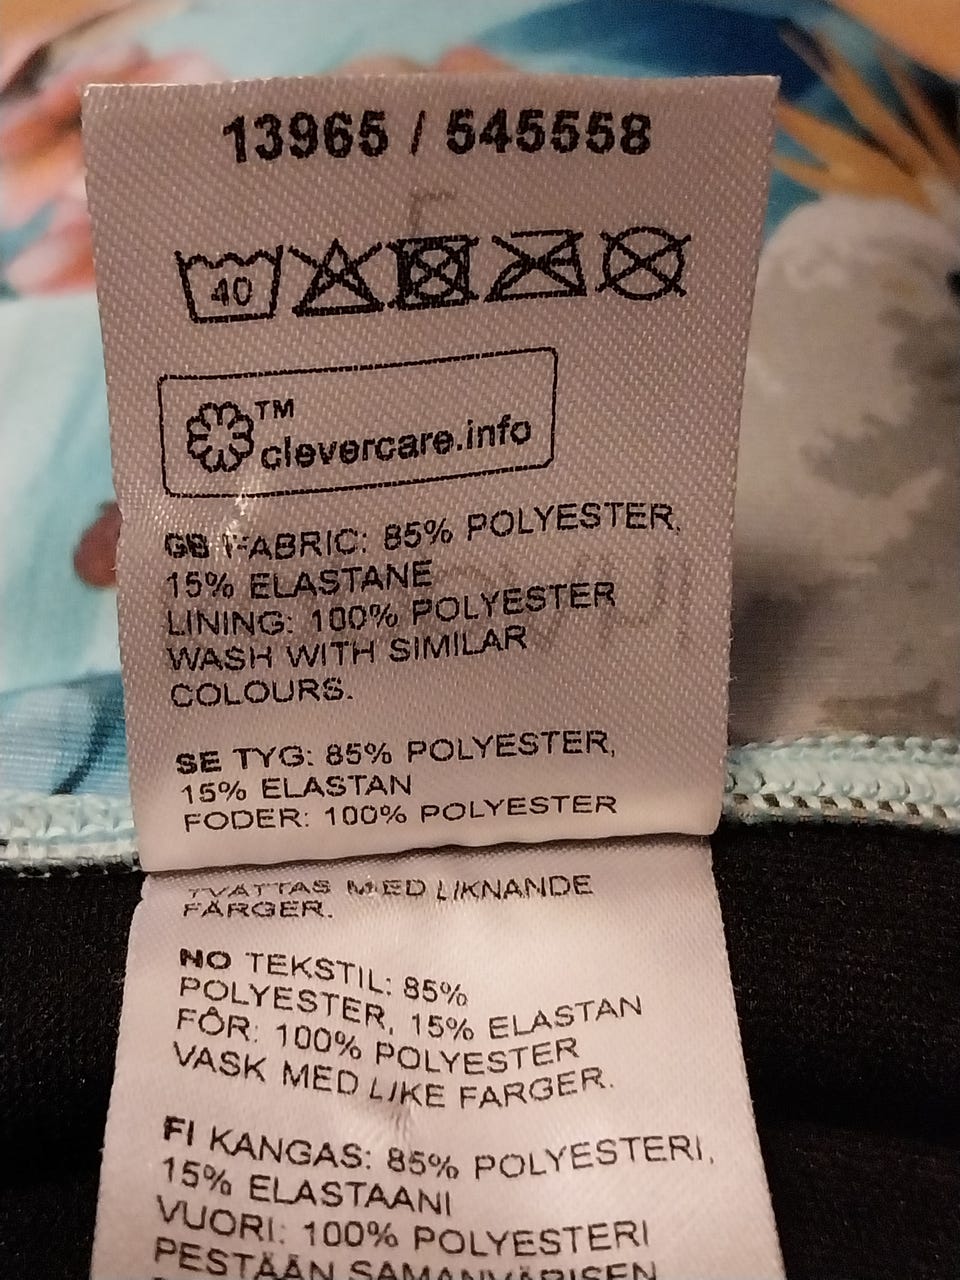 13965 / 545558
40
TM
clevercare.info
GB FABRIC: 85% POLYESTER,
15% ELASTANE
LINING: 100% POLYESTER
WASH WITH SIMILAR
COLOURS.
SE TYG: 85% POLYESTER,
15% ELASTAN
FODER: 100% POLYESTER
TVÄTTAS MED LIKNANDE
FÄRGER.
NO TEKSTIL: 85%
POLYESTER, 15% ELASTAN
FÔR: 100% POLYESTER
VASK MED LIKE FARGER.
FI KANGAS: 85% POLYESTERI,
15% ELASTAANI
VUORI: 100% POLYESTERI
PESTÄÄN SAMANVÄRISEN